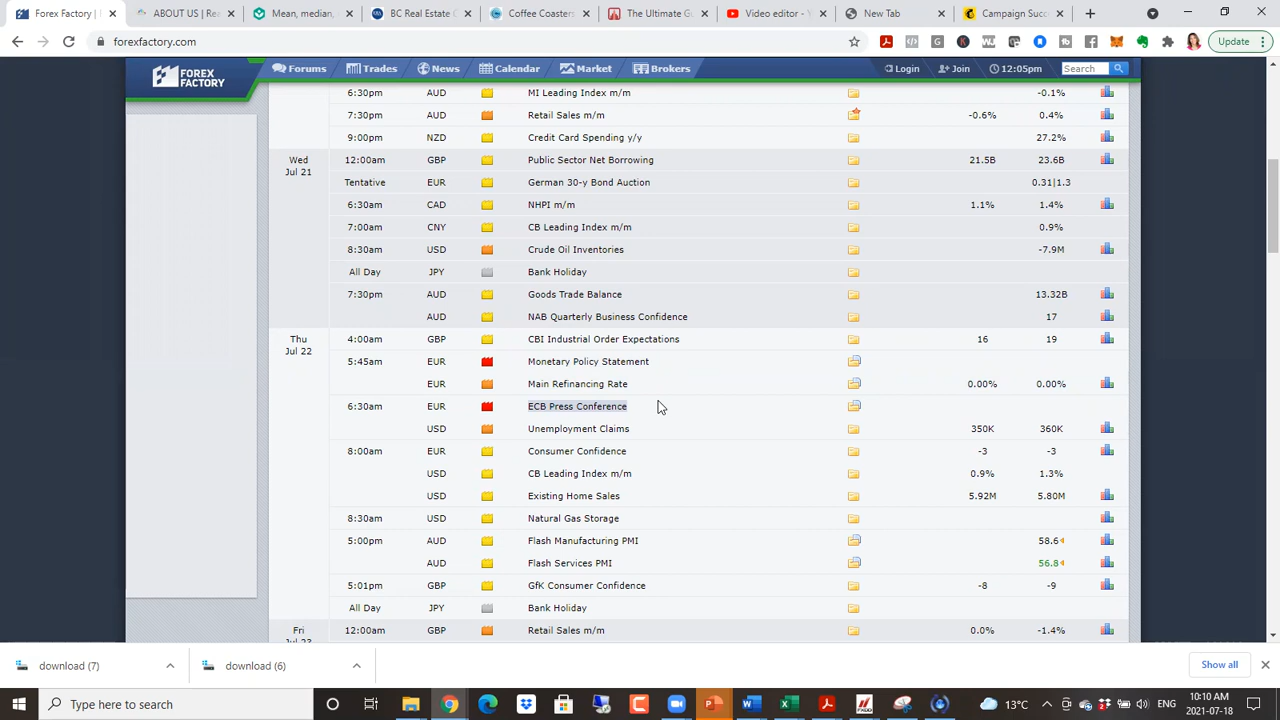 Forex Factory
ABOUT US | Rea
Mean, median,
BC Real Estate C
Coffee Coasters
The Ultimate Gu
Video editor - Y
New Tab
Campaign Succ
forexfactory.com
Update
FOREX FACTORY
Forums
Trades
News
Calendar
Market
Brokers
Login
Join
12:05pm
Search
6:30pm AUD MI Leading Index m/m -0.1%
7:30pm AUD Retail Sales m/m -0.6% 0.4%
9:00pm NZD Credit Card Spending y/y 27.2%
Wed Jul 21 12:00am GBP Public Sector Net Borrowing 21.5B 23.6B
Tentative EUR German 30-y Bond Auction 0.31|1.3
6:30am CAD NHPI m/m 1.1% 1.4%
7:00am CNY CB Leading Index m/m 0.9%
8:30am USD Crude Oil Inventories -7.9M
All Day JPY Bank Holiday
7:30pm AUD Goods Trade Balance 13.32B
AUD NAB Quarterly Business Confidence 17
Thu Jul 22 4:00am GBP CBI Industrial Order Expectations 16 19
5:45am EUR Monetary Policy Statement
EUR Main Refinancing Rate 0.00% 0.00%
6:30am EUR ECB Press Conference
USD Unemployment Claims 350K 360K
8:00am EUR Consumer Confidence -3 -3
USD CB Leading Index m/m 0.9% 1.3%
USD Existing Home Sales 5.92M 5.80M
8:30am USD Natural Gas Storage
5:00pm AUD Flash Manufacturing PMI 58.6
AUD Flash Services PMI 56.8
5:01pm GBP GfK Consumer Confidence -8 -9
All Day JPY Bank Holiday
Fri Jul 23 12:00am GBP Retail Sales m/m 0.0% -1.4%
download (7)
download (6)
Show all
Type here to search
13°C
ENG
10:10 AM
2021-07-18